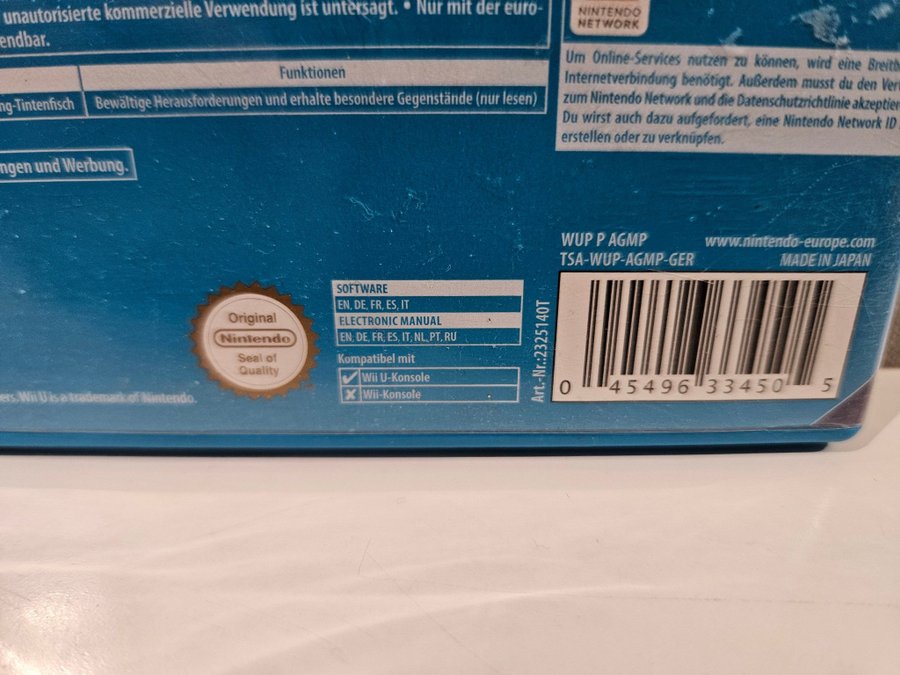 unautorisierte kommerzielle Verwendung ist untersagt. • Nur mit der euro-
endbar.
Funktionen
ng-Tintenfisch
Bewältige Herausforderungen und erhalte besondere Gegenstände (nur lesen)
ngen und Werbung.
NINTENDO
NETWORK
Um Online-Services nutzen zu können, wird eine Breitb
Internetverbindung benötigt. Außerdem musst du den Ver
zum Nintendo Network und die Datenschutzrichtlinie akzeptier
Du wirst auch dazu aufgefordert, eine Nintendo Network ID
erstellen oder zu verknüpfen.
Original
Nintendo
Seal of
Quality
ers. Wii U is a trademark of Nintendo.
SOFTWARE
EN, DE, FR, ES, IT
ELECTRONIC MANUAL
EN, DE, FR, ES, IT, NL, PT, RU
Kompatibel mit
Wii U-Konsole
Wii-Konsole
Art.-Nr.:2325140T
WUP P AGMP
www.nintendo-europe.com
TSA-WUP-AGMP-GER
MADE IN JAPAN
0 45496 33450 5